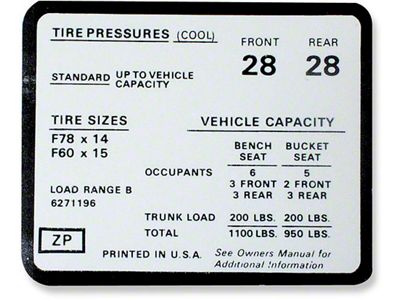 TIRE PRESSURES (COOL) FRONT REAR
28 28
STANDARD UP TO VEHICLE
CAPACITY
TIRE SIZES
F78 x 14
F60 x 15
LOAD RANGE B
6271196
VEHICLE CAPACITY
BENCH SEAT BUCKET SEAT
OCCUPANTS 6 5
3 FRONT 2 FRONT
3 REAR 3 REAR
TRUNK LOAD 200 LBS. 200 LBS.
TOTAL 1100 LBS. 950 LBS.
ZP
PRINTED IN U.S.A.
See Owners Manual for
Additional Information